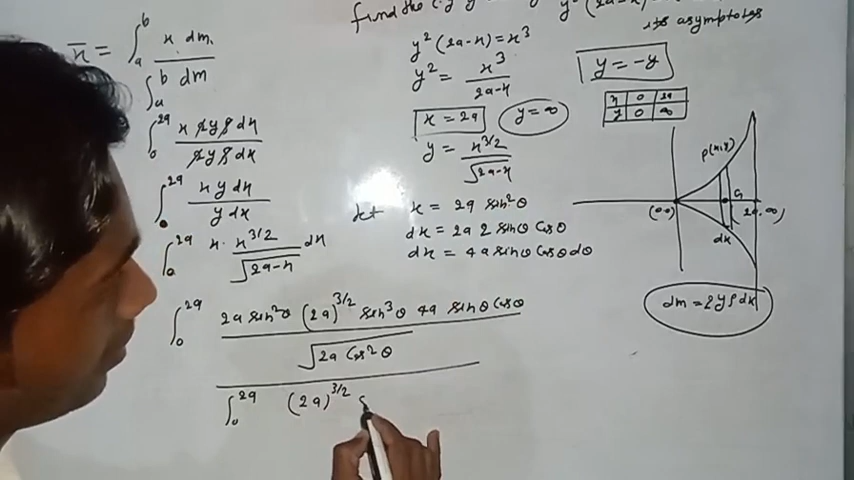 find the C.G
its asymptotes
x̄ = ∫_a^b x dm / ∫_a^b dm
y²(2a-x) = x³
y² = x³ / 2a-x
y = -y
x 0 2a
y 0 ∞
x = 2a
y = ∞
∫_0^2a x 2yρ dx / 2yρ dx
y = x^3/2 / √2a-x
P(x,y)
∫_0^2a x y dx / y dx
let x = 2a sin²θ
(0,0)
G
(2a, ∞)
dx = 2a 2 sinθ cosθ
dx
∫_0^2a x · x^3/2 / √2a-x dx
dx = 4a sinθ cosθ dθ
dm = 2yρ dx
∫_0^2a 2a sin²θ (2a)^3/2 sin³θ 4a sinθ cosθ
√2a cos²θ
∫_0^2a (2a)^3/2 s